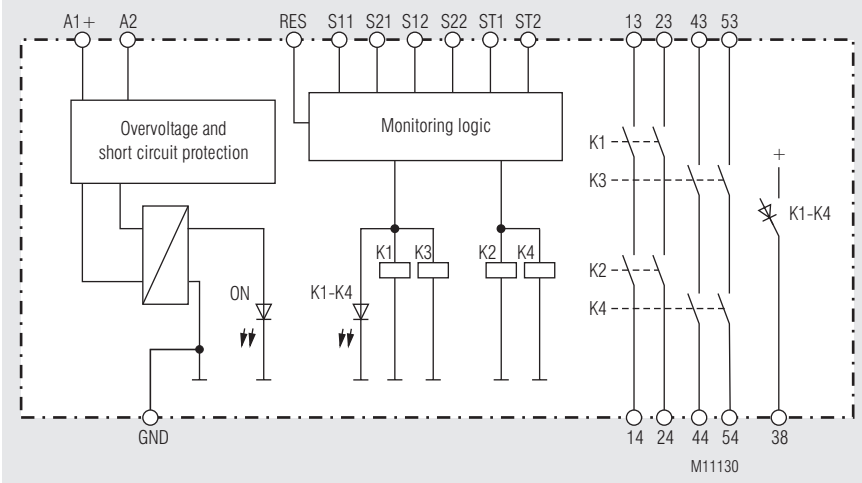 A1+ A2 RES S11 S21 S12 S22 ST1 ST2 13 23 43 53
Overvoltage and
short circuit protection
Monitoring logic
K1
K3
+
K1-K4
K1 K3 K2 K4
ON K1-K4
K2
K4
GND 14 24 44 54 38
M11130